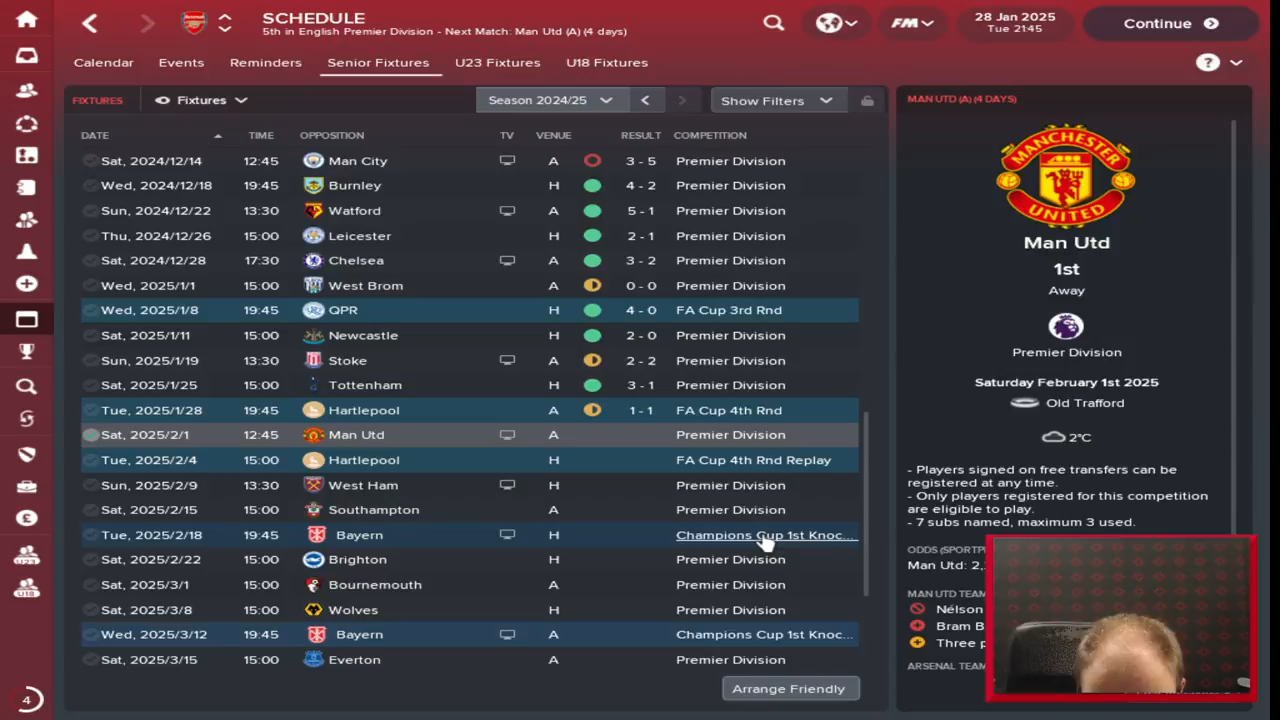 SCHEDULE
5th in English Premier Division - Next Match: Man Utd (A) (4 days)
FM
28 Jan 2025
Tue 21:45
Continue
Calendar Events Reminders Senior Fixtures U23 Fixtures U18 Fixtures
?
FIXTURES Fixtures Season 2024/25 Show Filters
DATE TIME OPPOSITION TV VENUE RESULT COMPETITION
Sat, 2024/12/14 12:45 Man City A 3 - 5 Premier Division
Wed, 2024/12/18 19:45 Burnley H 4 - 2 Premier Division
Sun, 2024/12/22 13:30 Watford A 5 - 1 Premier Division
Thu, 2024/12/26 15:00 Leicester H 2 - 1 Premier Division
Sat, 2024/12/28 17:30 Chelsea A 3 - 2 Premier Division
Wed, 2025/1/1 15:00 West Brom A 0 - 0 Premier Division
Wed, 2025/1/8 19:45 QPR H 4 - 0 FA Cup 3rd Rnd
Sat, 2025/1/11 15:00 Newcastle H 2 - 0 Premier Division
Sun, 2025/1/19 13:30 Stoke A 2 - 2 Premier Division
Sat, 2025/1/25 15:00 Tottenham H 3 - 1 Premier Division
Tue, 2025/1/28 19:45 Hartlepool A 1 - 1 FA Cup 4th Rnd
Sat, 2025/2/1 12:45 Man Utd A Premier Division
Tue, 2025/2/4 15:00 Hartlepool H FA Cup 4th Rnd Replay
Sun, 2025/2/9 13:30 West Ham H Premier Division
Sat, 2025/2/15 15:00 Southampton A Premier Division
Tue, 2025/2/18 19:45 Bayern H Champions Cup 1st Knoc...
Sat, 2025/2/22 15:00 Brighton H Premier Division
Sat, 2025/3/1 15:00 Bournemouth A Premier Division
Sat, 2025/3/8 15:00 Wolves H Premier Division
Wed, 2025/3/12 19:45 Bayern A Champions Cup 1st Knoc...
Sat, 2025/3/15 15:00 Everton A Premier Division
Arrange Friendly
MAN UTD (A) (4 DAYS)
MANCHESTER
UNITED
Man Utd
1st
Away
Premier Division
Saturday February 1st 2025
Old Trafford
2°C
- Players signed on free transfers can be
registered at any time.
- Only players registered for this competition
are eligible to play.
- 7 subs named, maximum 3 used.
ODDS
Man Utd: 2,
MAN UTD TEAM
Nélson
Bram
Three
ARSENAL TEAM
U23
U18
4